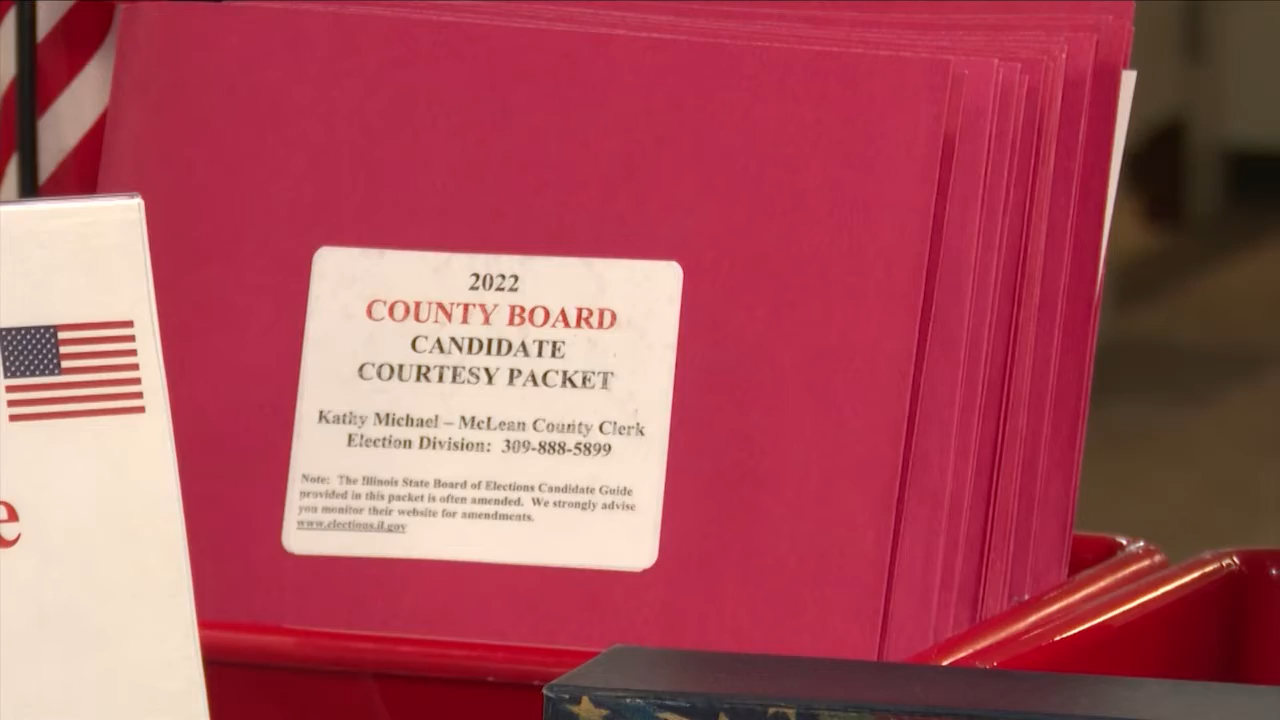 2022
COUNTY BOARD
CANDIDATE
COURTESY PACKET
Kathy Michael – McLean County Clerk
Election Division: 309-888-5899
Note: The Illinois State Board of Elections Candidate Guide
provided in this packet is often amended. We strongly advise
you monitor their website for amendments.
www.elections.il.gov
e